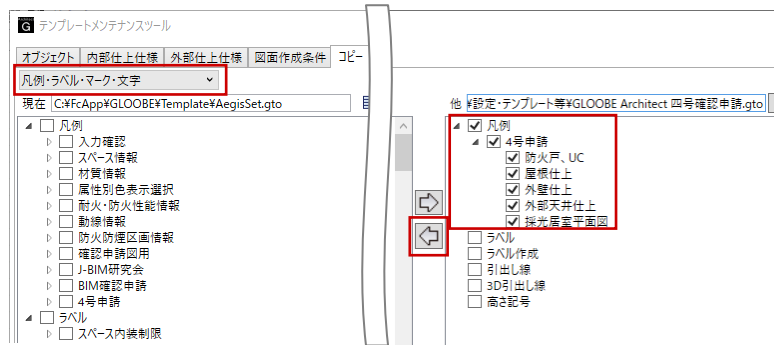 G テンプレートメンテナンスツール
オブジェクト 内部仕上仕様 外部仕上仕様 図面作成条件 コピー
凡例・ラベル・マーク・文字
現在 C:¥FcApp¥GLOOBE¥Template¥AegisSet.gto
他 ¥設定・テンプレート等¥GLOOBE Architect 四号確認申請.gto
凡例
入力確認
スペース情報
材質情報
属性別色表示選択
耐火・防火性能情報
動線情報
防火防煙区画情報
確認申請図用
J-BIM研究会
BIM確認申請
4号申請
ラベル
スペース内装制限
凡例
4号申請
防火戸、UC
屋根仕上
外壁仕上
外部天井仕上
採光居室平面図
ラベル
ラベル作成
引出し線
3D引出し線
高さ記号